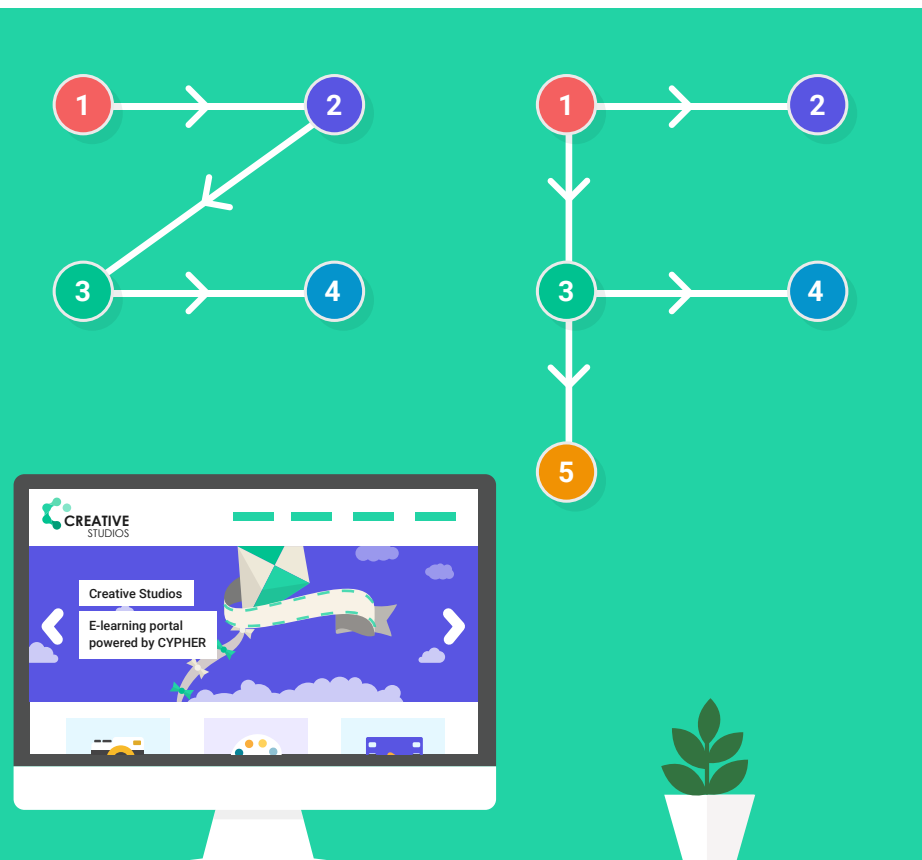 1 2
3 4
1 2
3 4
5
CREATIVE
STUDIOS
Creative Studios
E-learning portal
powered by CYPHER